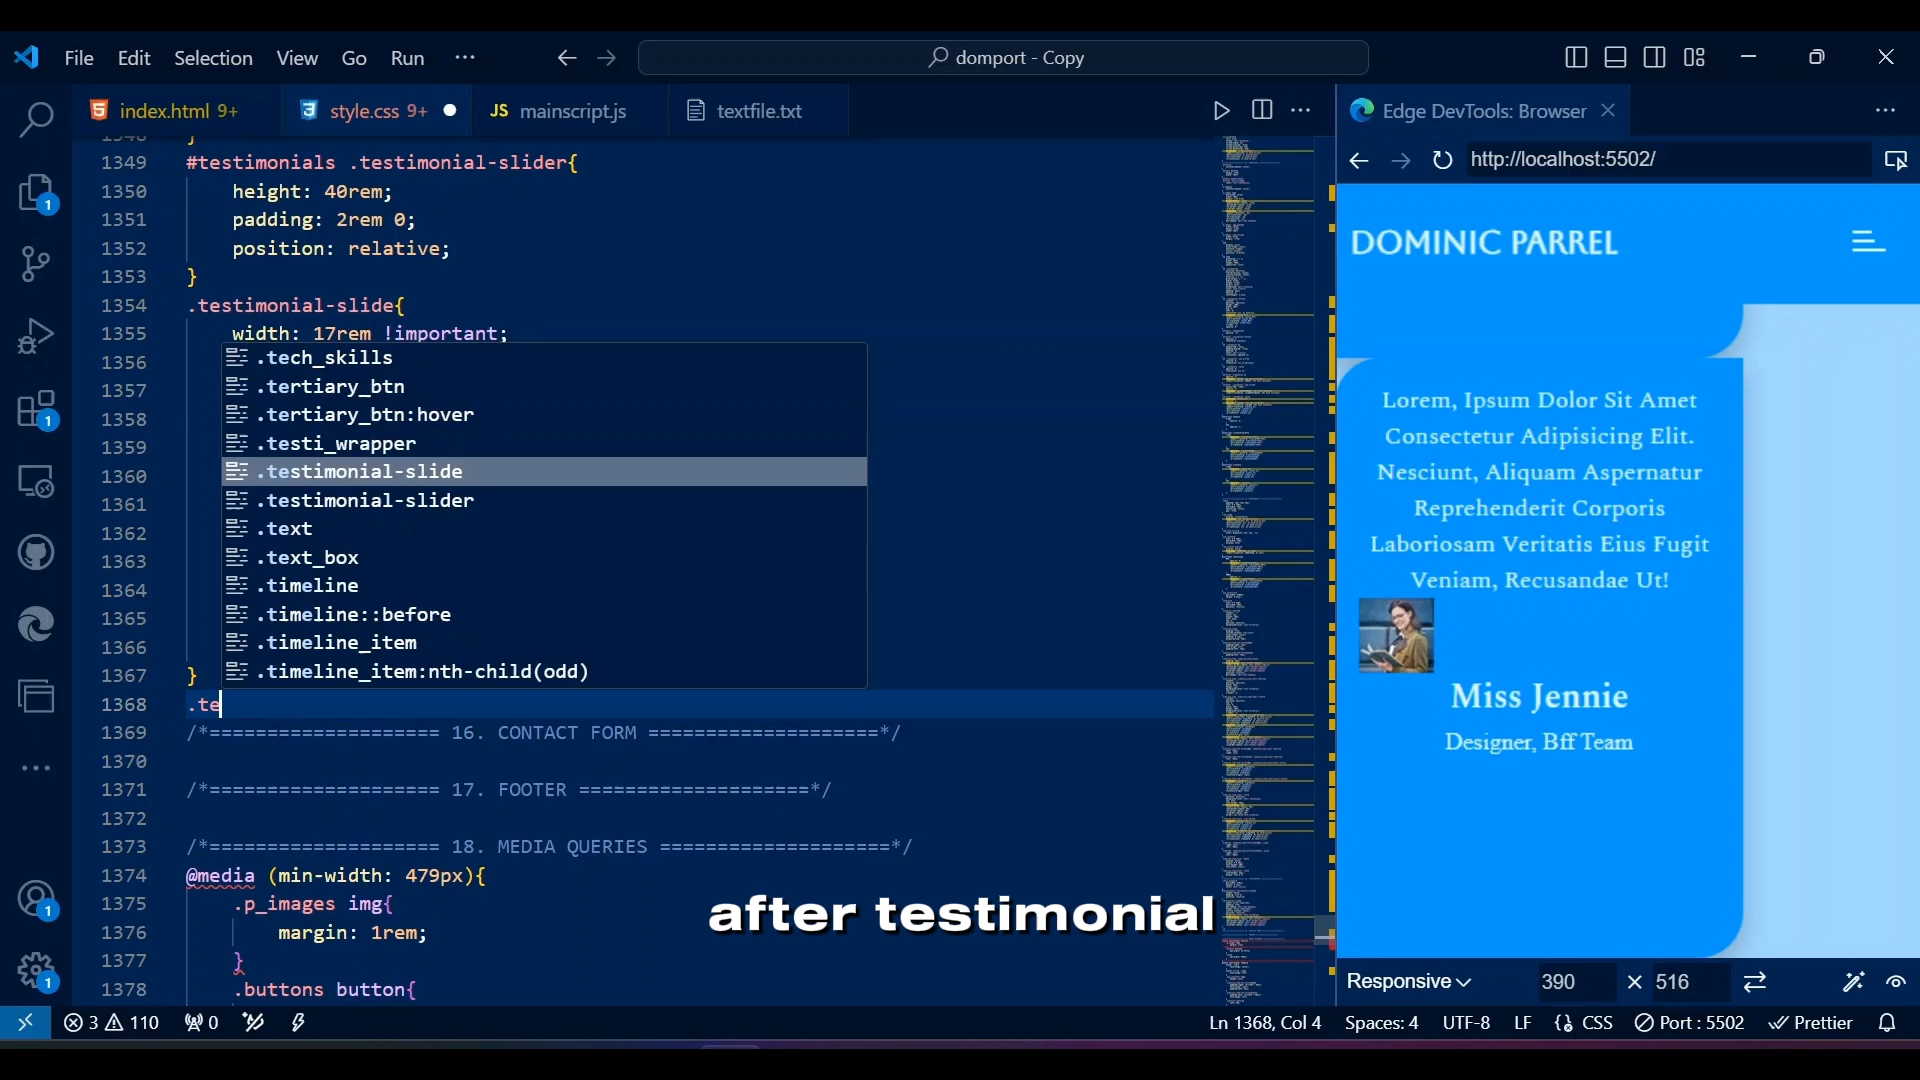 File Edit Selection View Go Run ···
domport - Copy
index.html 9+
style.css 9+
JS mainscript.js
textfile.txt
Edge DevTools: Browser
http://localhost:5502/
1349 #testimonials .testimonial-slider{
1350 height: 40rem;
1351 padding: 2rem 0;
1352 position: relative;
1353 }
1354 .testimonial-slide{
1355 width: 17rem !important;
1356
1357
1358
1359
1360
1361
1362
1363
1364
1365
1366
1367 }
1368 .te
1369 /*==================== 16. CONTACT FORM ====================*/
1370
1371 /*==================== 17. FOOTER ====================*/
1372
1373 /*==================== 18. MEDIA QUERIES ====================*/
1374 @media (min-width: 479px){
1375 .p_images img{
1376 margin: 1rem;
1377 }
1378 .buttons button{
.tech_skills
.tertiary_btn
.tertiary_btn:hover
.testi_wrapper
.testimonial-slide
.testimonial-slider
.text
.text_box
.timeline
.timeline::before
.timeline_item
.timeline_item:nth-child(odd)
after testimonial
DOMINIC PARREL
Lorem, Ipsum Dolor Sit Amet
Consectetur Adipisicing Elit.
Nesciunt, Aliquam Aspernatur
Reprehenderit Corporis
Laboriosam Veritatis Eius Fugit
Veniam, Recusandae Ut!
Miss Jennie
Designer, Bff Team
Responsive 390 × 516
1
1
1
1
3 110 0
Ln 1368, Col 4 Spaces: 4 UTF-8 LF CSS Port : 5502 Prettier